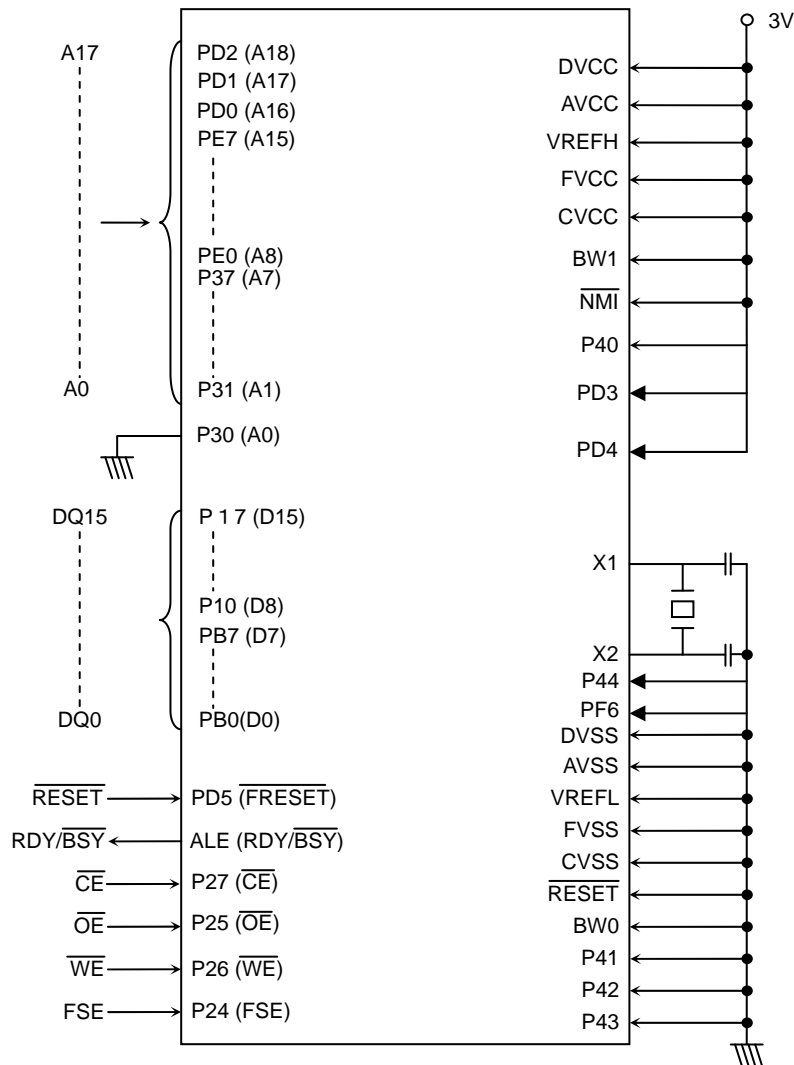 3V
A17
PD2 (A18)
PD1 (A17)
PD0 (A16)
PE7 (A15)
PE0 (A8)
P37 (A7)
A0
P31 (A1)
P30 (A0)
DQ15
P17 (D15)
P10 (D8)
PB7 (D7)
DQ0
PB0(D0)
RESET
PD5 (FRESET)
RDY/BSY
ALE (RDY/BSY)
CE
P27 (CE)
OE
P25 (OE)
WE
P26 (WE)
FSE
P24 (FSE)
DVCC
AVCC
VREFH
FVCC
CVCC
BW1
NMI
P40
PD3
PD4
X1
X2
P44
PF6
DVSS
AVSS
VREFL
FVSS
CVSS
RESET
BW0
P41
P42
P43